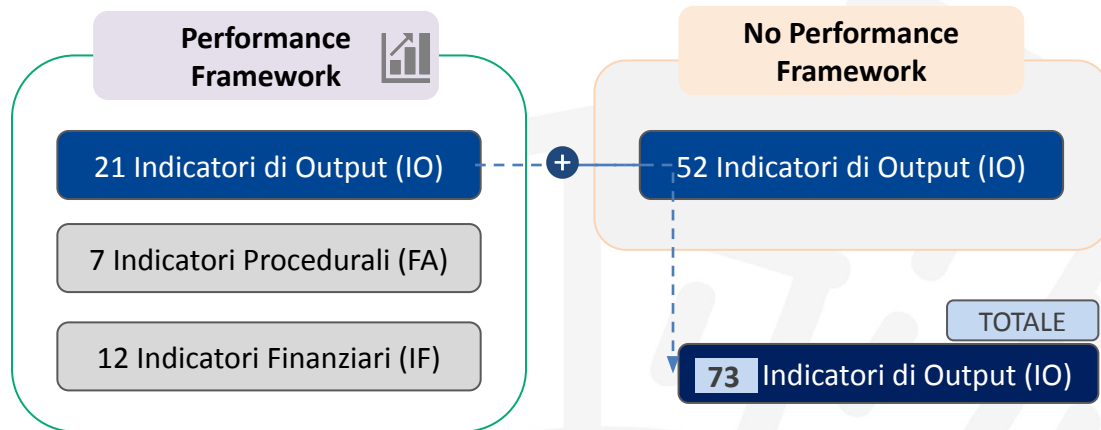 Performance
Framework
No Performance
Framework
21 Indicatori di Output (IO)
+
52 Indicatori di Output (IO)
7 Indicatori Procedurali (FA)
12 Indicatori Finanziari (IF)
TOTALE
73 Indicatori di Output (IO)